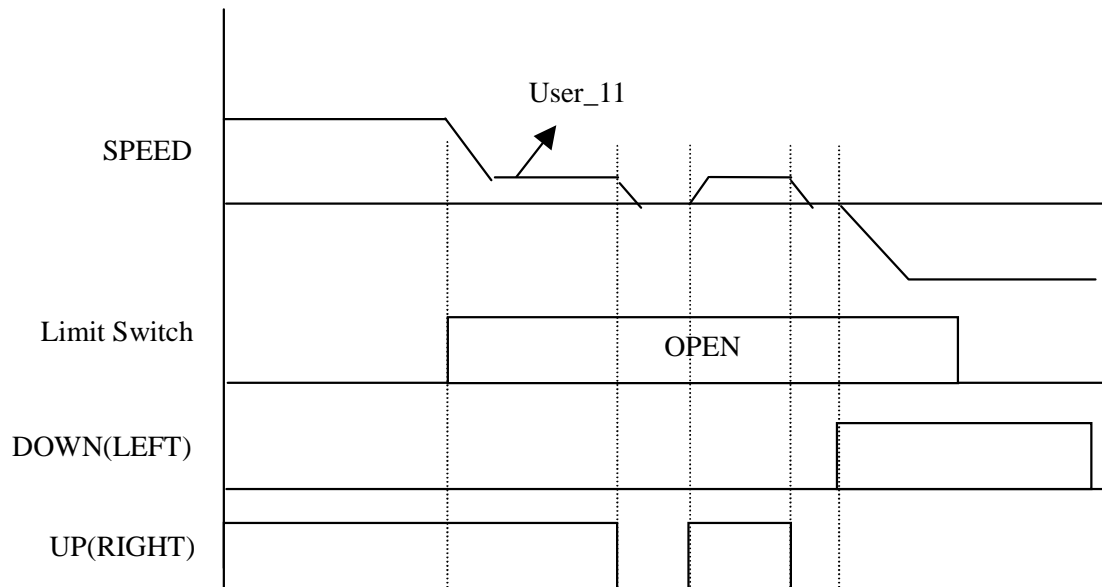 User_11
SPEED
Limit Switch
OPEN
DOWN(LEFT)
UP(RIGHT)